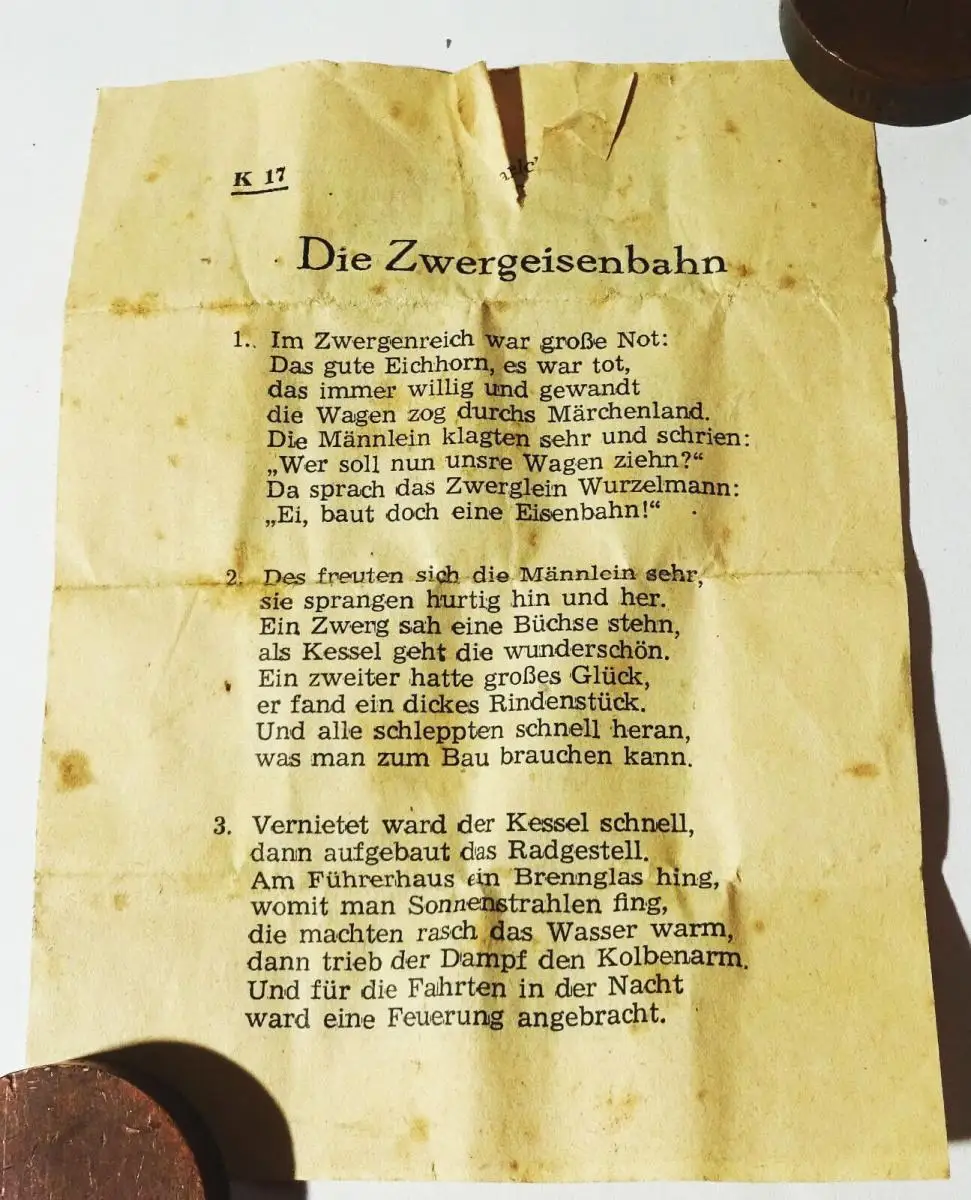 K 17
Die Zwergeisenbahn
1. Im Zwergenreich war große Not:
Das gute Eichhorn, es war tot,
das immer willig und gewandt
die Wagen zog durchs Märchenland.
Die Männlein klagten sehr und schrien:
„Wer soll nun unsre Wagen ziehn?“
Da sprach das Zwerglein Wurzelmann:
„Ei, baut doch eine Eisenbahn!“
2. Des freuten sich die Männlein sehr,
sie sprangen hurtig hin und her.
Ein Zwerg sah eine Büchse stehn,
als Kessel geht die wunderschön.
Ein zweiter hatte großes Glück,
er fand ein dickes Rindenstück.
Und alle schleppten schnell heran,
was man zum Bau brauchen kann.
3. Vernietet ward der Kessel schnell,
dann aufgebaut das Radgestell.
Am Führerhaus ein Brennglas hing,
womit man Sonnenstrahlen fing,
die machten rasch das Wasser warm,
dann trieb der Dampf den Kolbenarm.
Und für die Fahrten in der Nacht
ward eine Feuerung angebracht.